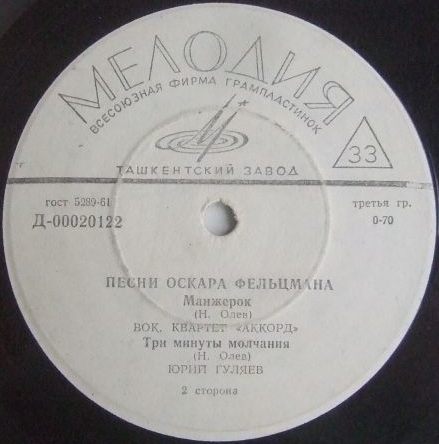 МЕЛОДИЯ
ВСЕСОЮЗНАЯ ФИРМА ГРАМПЛАСТИНОК
33
ТАШКЕНТСКИЙ ЗАВОД
гост 5289-61
третья гр.
Д-00020122
0-70
ПЕСНИ ОСКАРА ФЕЛЬЦМАНА
Манжерок
(Н. Олев)
ВОК. КВАРТЕТ «АККОРД»
Три минуты молчания
(Н. Олев)
ЮРИЙ ГУЛЯЕВ
2 сторона